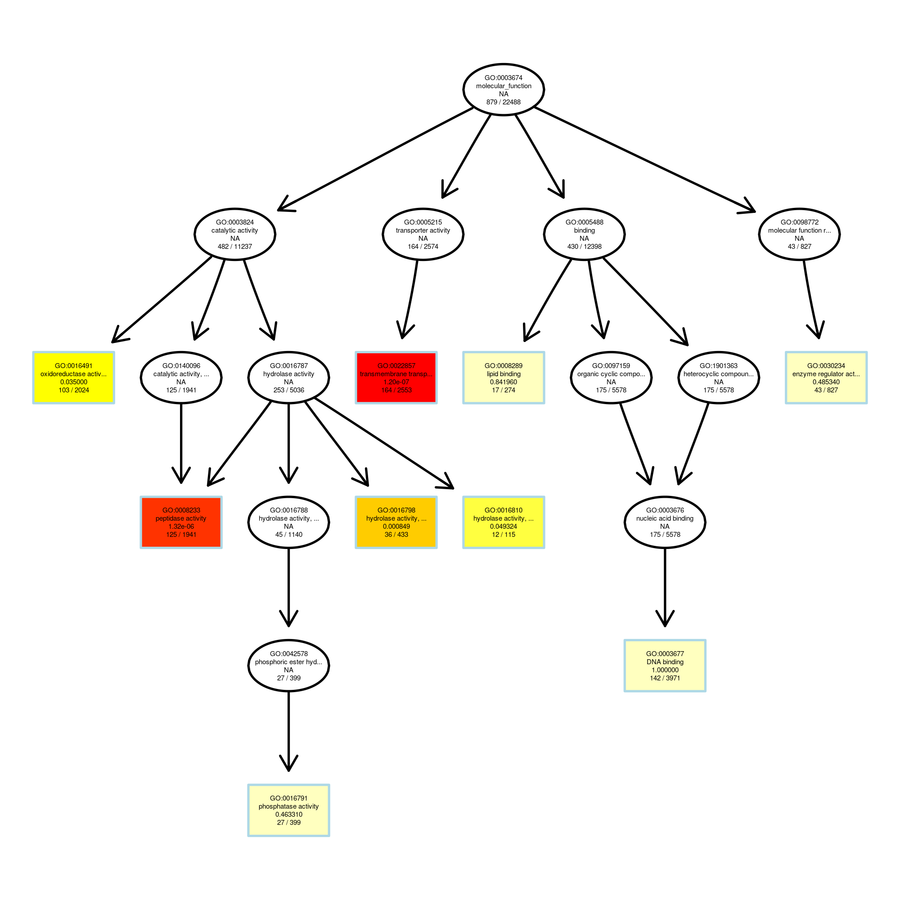 GO:0003674
molecular_function
NA
879 / 22488
GO:0003824
catalytic activity
NA
482 / 11237
GO:0005215
transporter activity
NA
164 / 2574
GO:0005488
binding
NA
430 / 12398
GO:0098772
molecular function r...
NA
43 / 827
GO:0016491
oxidoreductase activ...
0.035000
103 / 2024
GO:0140096
catalytic activity, ...
NA
125 / 1941
GO:0016787
hydrolase activity
NA
253 / 5036
GO:0022857
transmembrane transp...
1.20e-07
164 / 2553
GO:0008289
lipid binding
0.841960
17 / 274
GO:0097159
organic cyclic compo...
NA
175 / 5578
GO:1901363
heterocyclic compoun...
NA
175 / 5578
GO:0030234
enzyme regulator act...
0.485340
43 / 827
GO:0008233
peptidase activity
1.32e-06
125 / 1941
GO:0016788
hydrolase activity, ...
NA
45 / 1140
GO:0016798
hydrolase activity, ...
0.000849
36 / 433
GO:0016810
hydrolase activity, ...
0.049324
12 / 115
GO:0003676
nucleic acid binding
NA
175 / 5578
GO:0042578
phosphoric ester hyd...
NA
27 / 399
GO:0003677
DNA binding
1.000000
142 / 3971
GO:0016791
phosphatase activity
0.463310
27 / 399